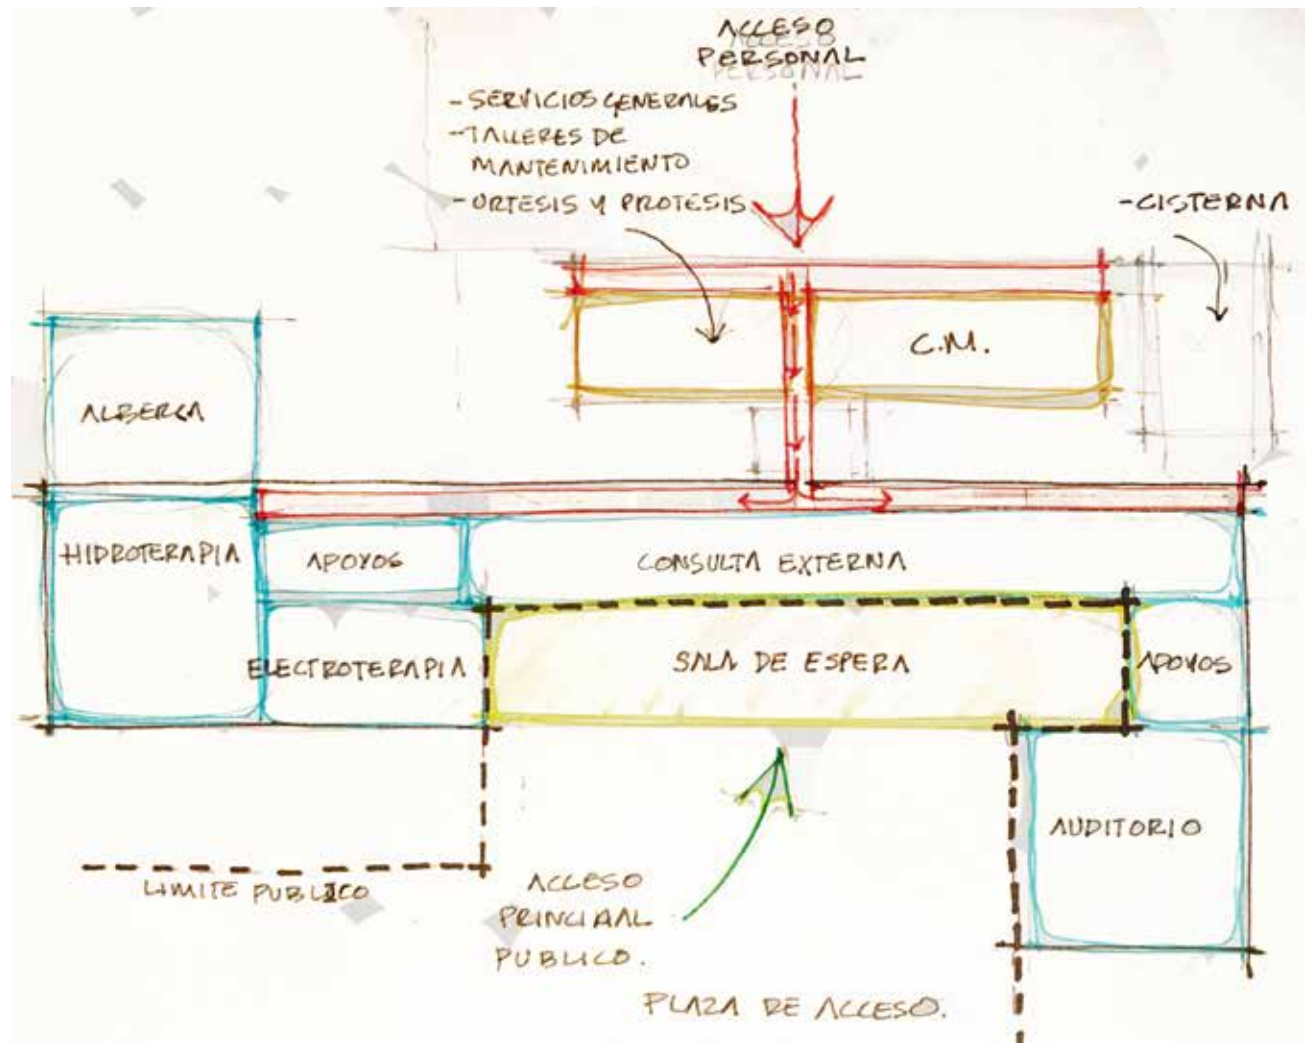 ACCESO
PERSONAL
- SERVICIOS GENERALES
- TALLERES DE
MANTENIMIENTO
- ORTESIS Y PROTESIS
- CISTERNA
C.M.
ALBERCA
HIDROTERAPIA
APOYOS
CONSULTA EXTERNA
ELECTROTERAPIA
SALA DE ESPERA
APOYOS
AUDITORIO
LIMITE PUBLICO
ACCESO
PRINCIPAL
PUBLICO.
PLAZA DE ACCESO.